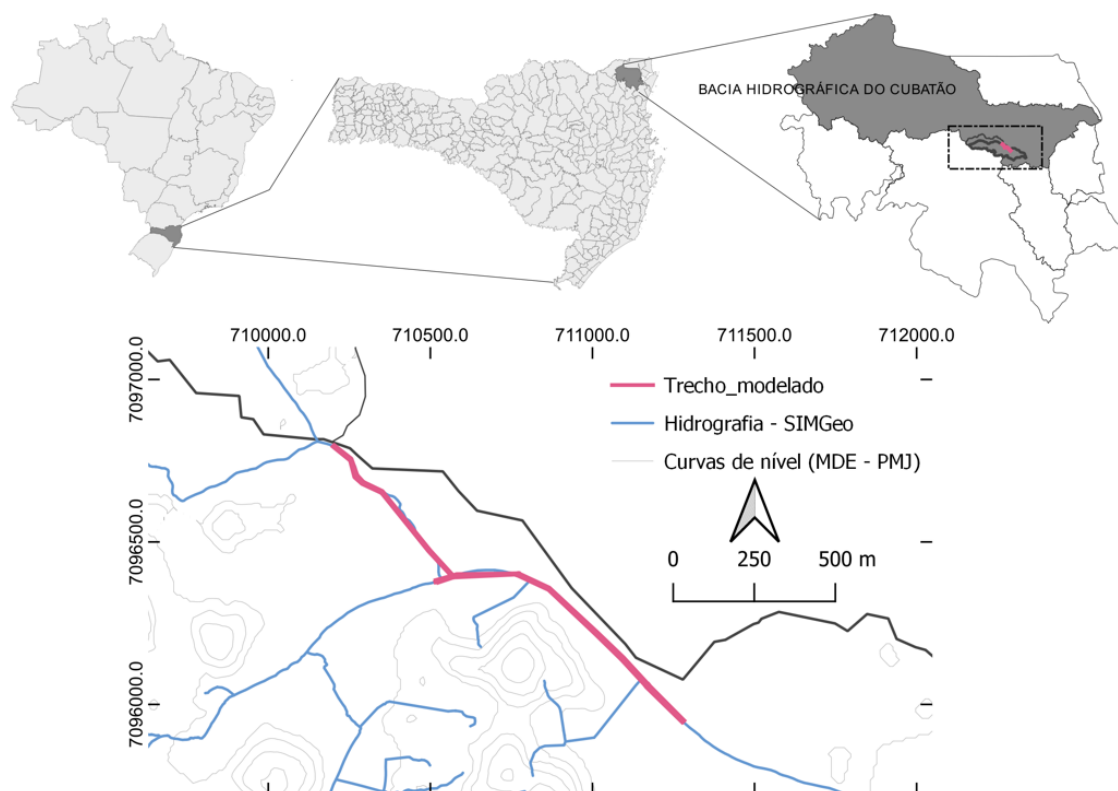 BACIA HIDROGRÁFICA DO CUBATÃO
710000.0 710500.0 711000.0 711500.0 712000.0
7097000.0
7096500.0
7096000.0
Trecho_modelado
Hidrografia - SIMGeo
Curvas de nível (MDE - PMJ)
0 250 500 m